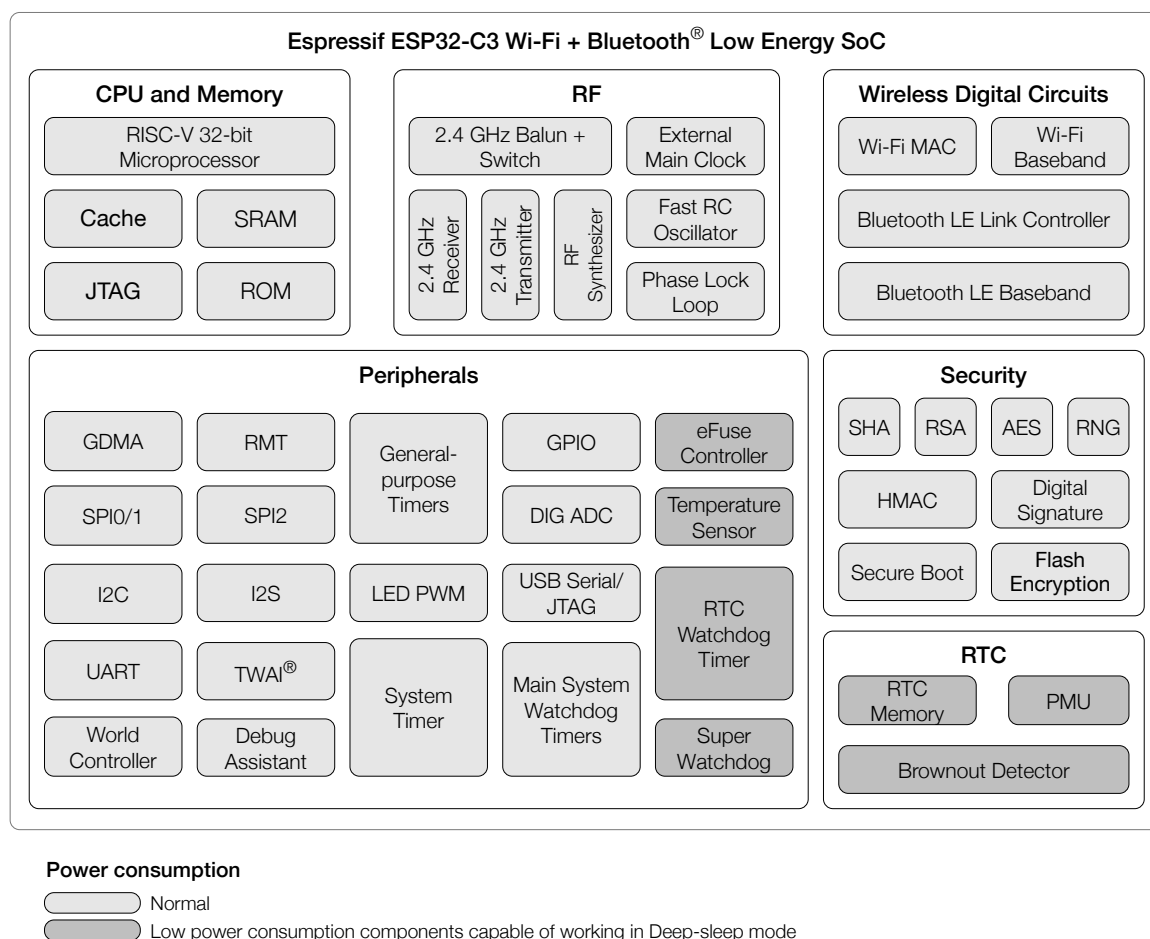 Espressif ESP32-C3 Wi-Fi + Bluetooth® Low Energy SoC
CPU and Memory
RISC-V 32-bit
Microprocessor
Cache
SRAM
JTAG
ROM
RF
2.4 GHz Balun +
Switch
External
Main Clock
2.4 GHz
Receiver
2.4 GHz
Transmitter
RF
Synthesizer
Fast RC
Oscillator
Phase Lock
Loop
Wireless Digital Circuits
Wi-Fi MAC
Wi-Fi
Baseband
Bluetooth LE Link Controller
Bluetooth LE Baseband
Peripherals
GDMA
RMT
General-
purpose
Timers
GPIO
eFuse
Controller
SPI0/1
SPI2
DIG ADC
Temperature
Sensor
I2C
I2S
LED PWM
USB Serial/
JTAG
RTC
Watchdog
Timer
UART
TWAI®
System
Timer
Main System
Watchdog
Timers
World
Controller
Debug
Assistant
Super
Watchdog
Security
SHA
RSA
AES
RNG
HMAC
Digital
Signature
Secure Boot
Flash
Encryption
RTC
RTC
Memory
PMU
Brownout Detector
Power consumption
Normal
Low power consumption components capable of working in Deep-sleep mode